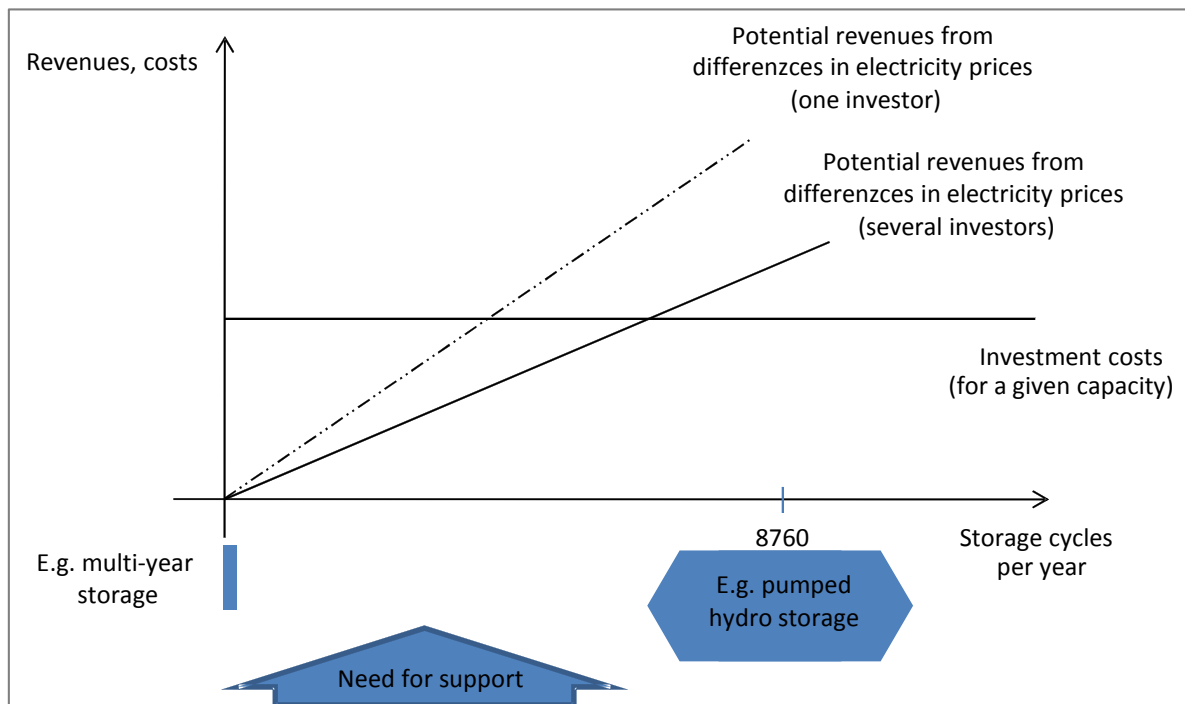 Revenues, costs
Potential revenues from
differenzces in electricity prices
(one investor)
Potential revenues from
differenzces in electricity prices
(several investors)
Investment costs
(for a given capacity)
8760
Storage cycles
per year
E.g. multi-year
storage
E.g. pumped
hydro storage
Need for support